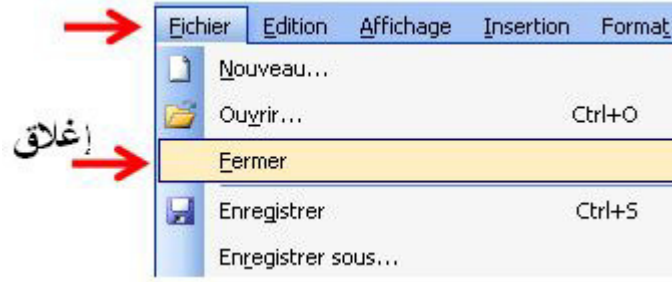 Fichier Edition Affichage Insertion Format
Nouveau...
Ouvrir... Ctrl+O
إغلاق
Fermer
Enregistrer Ctrl+S
Enregistrer sous...